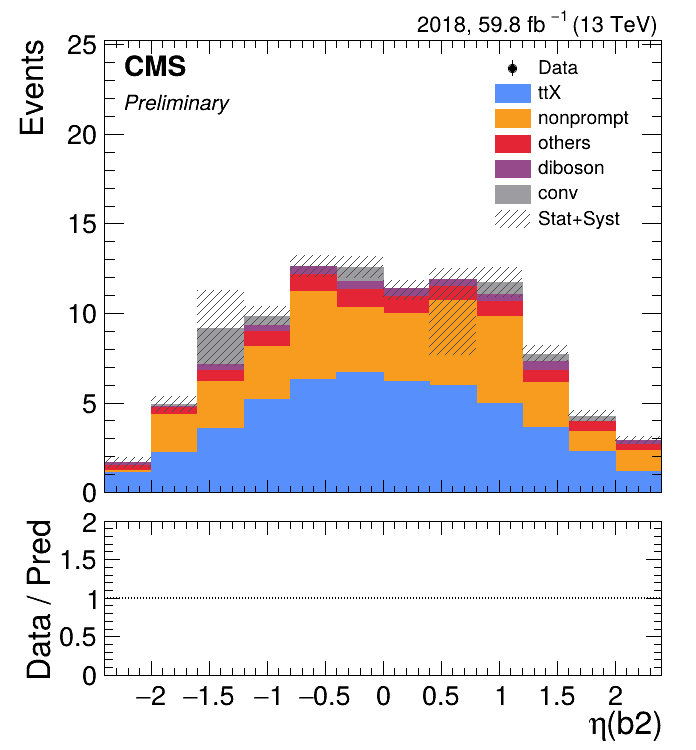 2018, 59.8 fb⁻¹ (13 TeV)
Events
25
20
15
10
5
0
CMS
Preliminary
Data
ttX
nonprompt
others
diboson
conv
Stat+Syst
Data / Pred
2
1.5
1
0.5
0
−2 −1.5 −1 −0.5 0 0.5 1 1.5 2
η(b2)